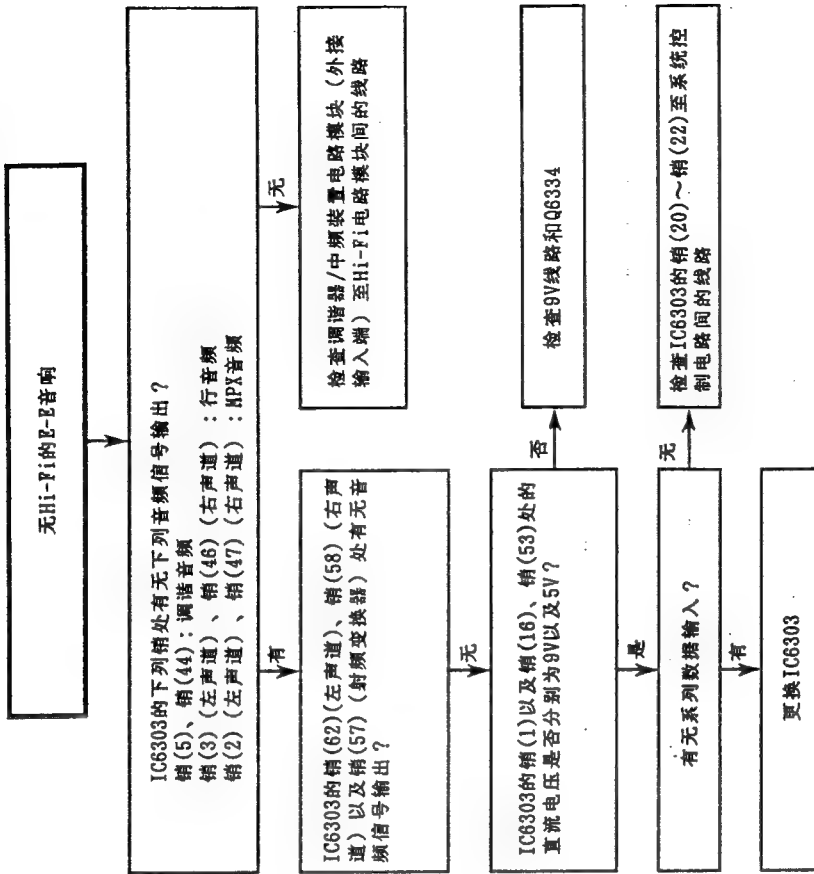 无Hi-Fi的E-E音响
IC6303的下列销处有无下列音频信号输出？
销(5)、销(44)：调谐音频
销(3)(左声道)、销(46)(右声道)：行音频
销(2)(左声道)、销(47)(右声道)：MPX音频
无
检查调谐器/中频装置电路模块（外接
输入端）至Hi-Fi电路模块间的线路
有
IC6303的销(62)(左声道)、销(58)(右声
道)以及销(57)(射频变换器)处有无音
频信号输出？
无
IC6303的销(1)以及销(16)、销(53)处的
直流电压是否分别为9V以及5V？
否
检查9V线路和Q6334
是
有无系列数据输入？
无
检查IC6303的销(20)～销(22)至系统控
制电路间的线路
有
更换IC6303